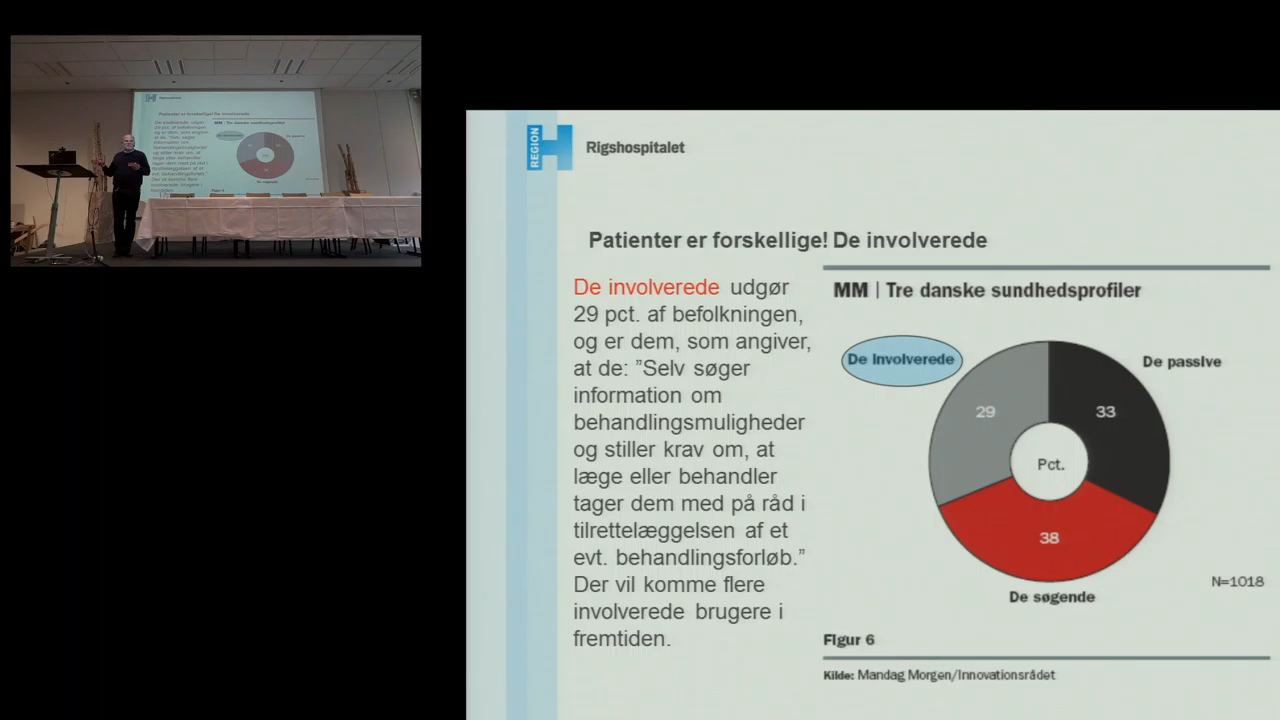 REGION
Rigshospitalet
Patienter er forskellige! De involverede
De involverede udgør
29 pct. af befolkningen,
og er dem, som angiver,
at de: ”Selv søger
information om
behandlingsmuligheder
og stiller krav om, at
læge eller behandler
tager dem med på råd i
tilrettelæggelsen af et
evt. behandlingsforløb.”
Der vil komme flere
involverede brugere i
fremtiden.
MM | Tre danske sundhedsprofiler
De Involverede
De passive
29
33
Pct.
38
N=1018
De søgende
Figur 6
Kilde: Mandag Morgen/Innovationsrådet